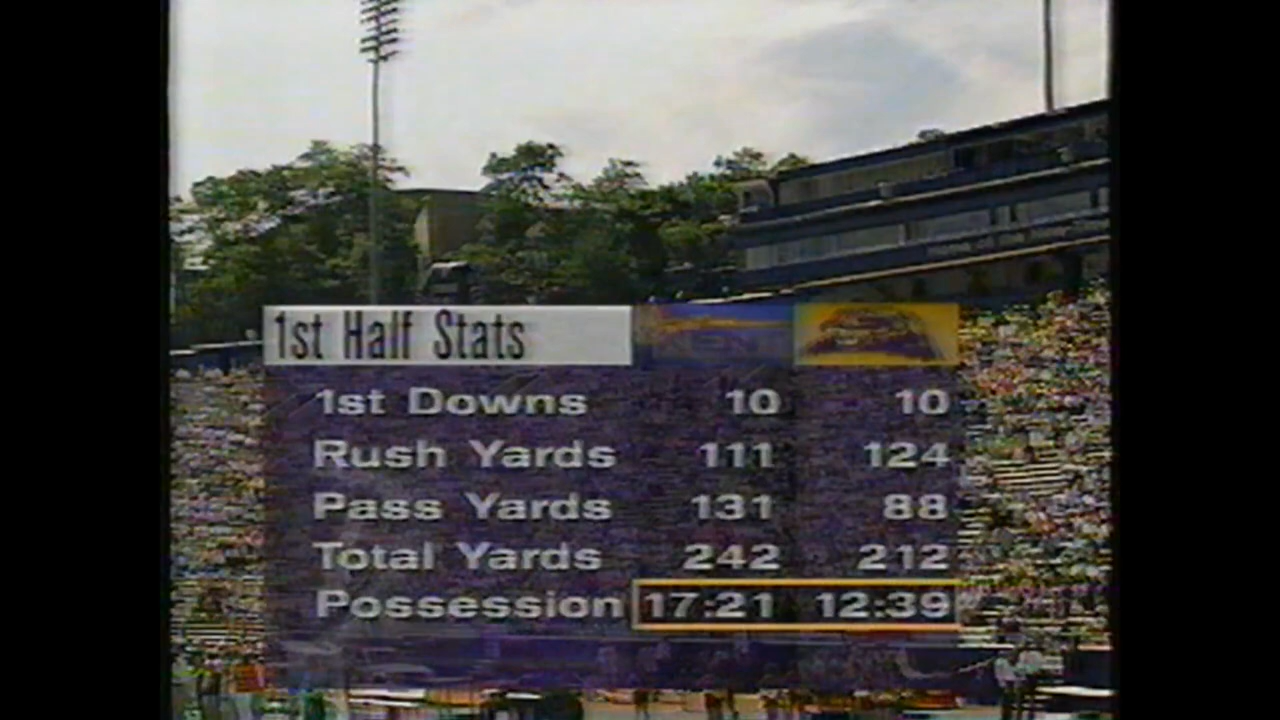 1st Half Stats KENT
1st Downs 10 10
Rush Yards 111 124
Pass Yards 131 88
Total Yards 242 212
Possession 17:21 12:39